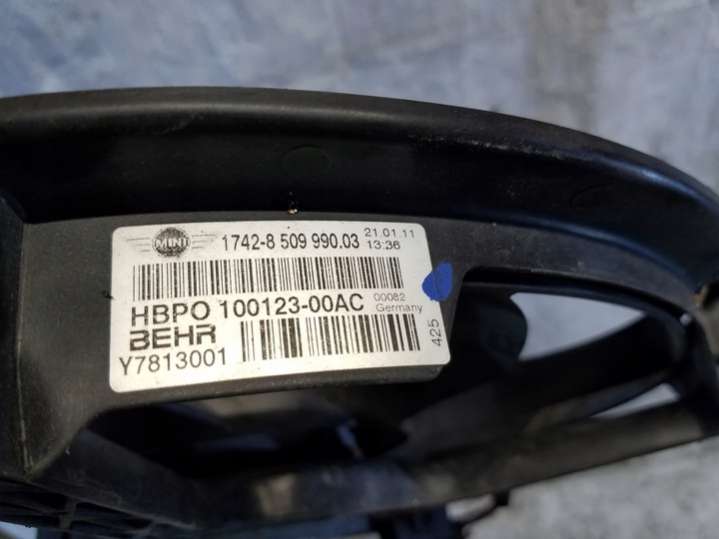 MINI 1742-8 509 990.03 21.01.11
13:36
HBPO 100123-00AC 00082
Germany
BEHR
Y7813001
425